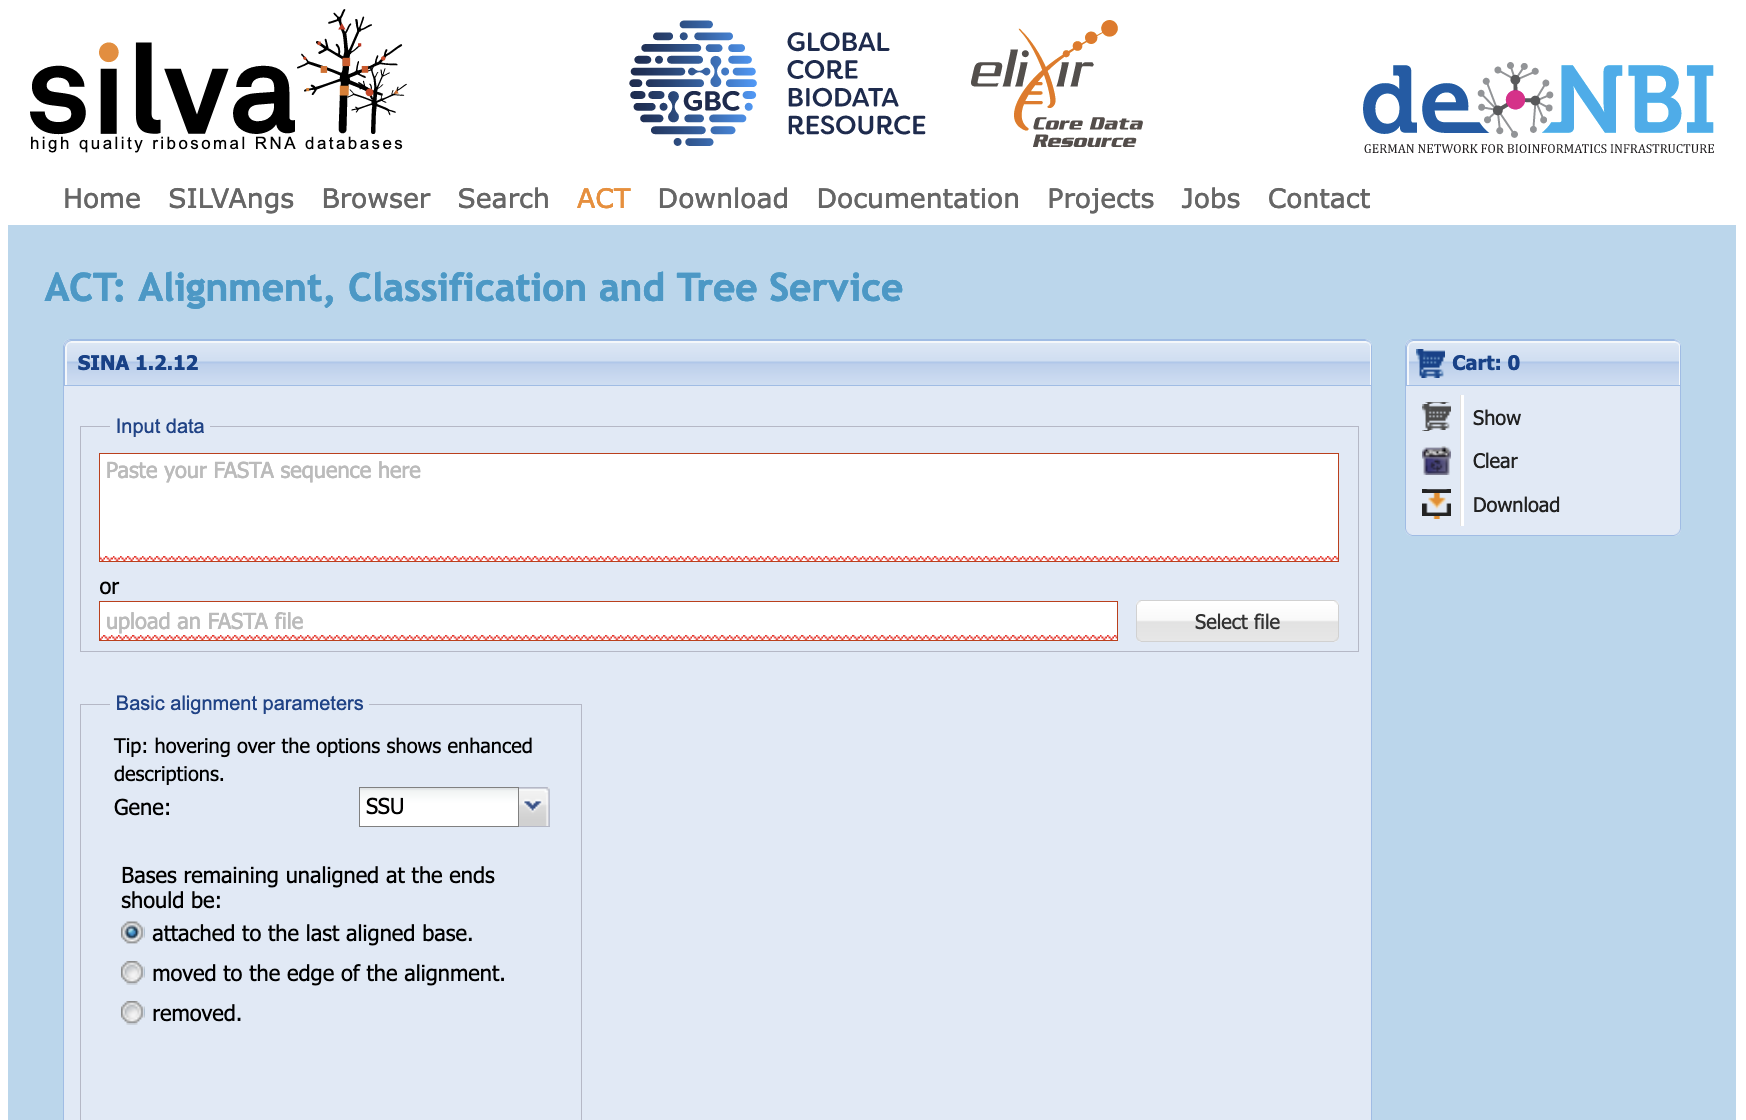 silva
high quality ribosomal RNA databases
GBC
GLOBAL
CORE
BIODATA
RESOURCE
elixir
Core Data
Resource
de NBI
GERMAN NETWORK FOR BIOINFORMATICS INFRASTRUCTURE
Home SILVAngs Browser Search ACT Download Documentation Projects Jobs Contact
ACT: Alignment, Classification and Tree Service
SINA 1.2.12
Input data
Paste your FASTA sequence here
or
upload an FASTA file
Select file
Basic alignment parameters
Tip: hovering over the options shows enhanced
descriptions.
Gene:
SSU
Bases remaining unaligned at the ends
should be:
attached to the last aligned base.
moved to the edge of the alignment.
removed.
Cart: 0
Show
Clear
Download